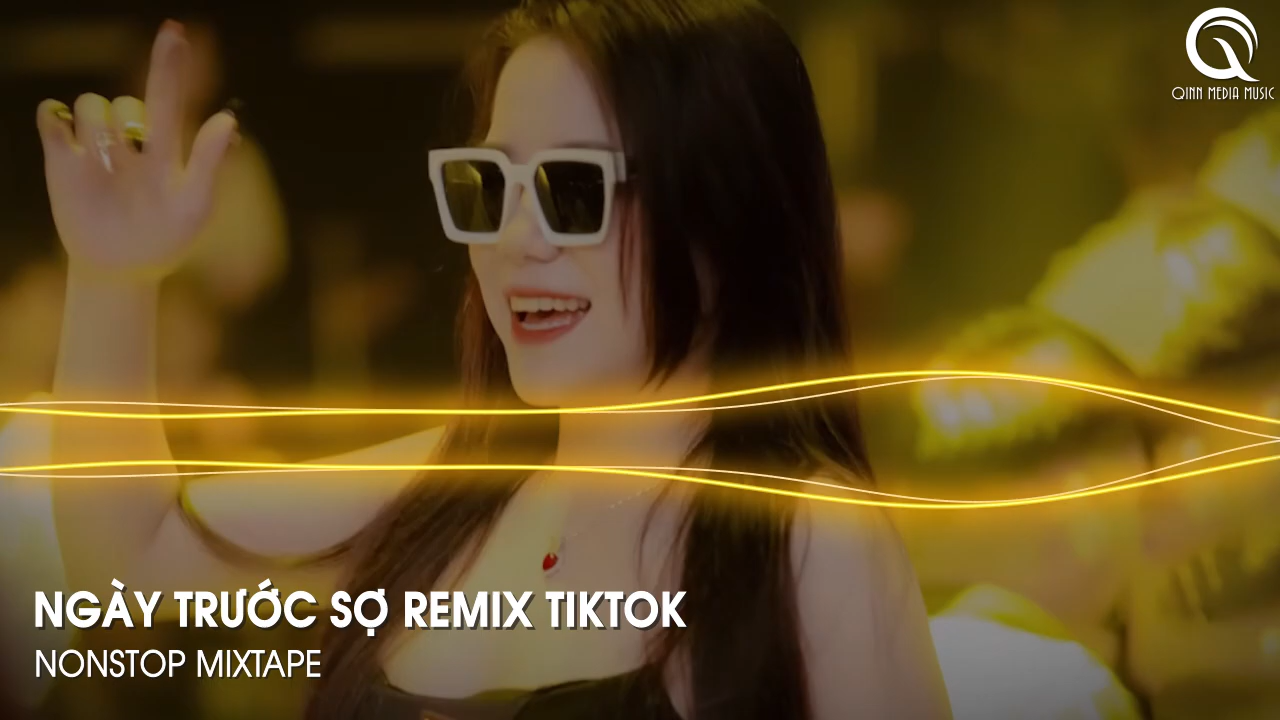 QINN MEDIA MUSIC
NGÀY TRƯỚC SỢ REMIX TIKTOK
NONSTOP MIXTAPE